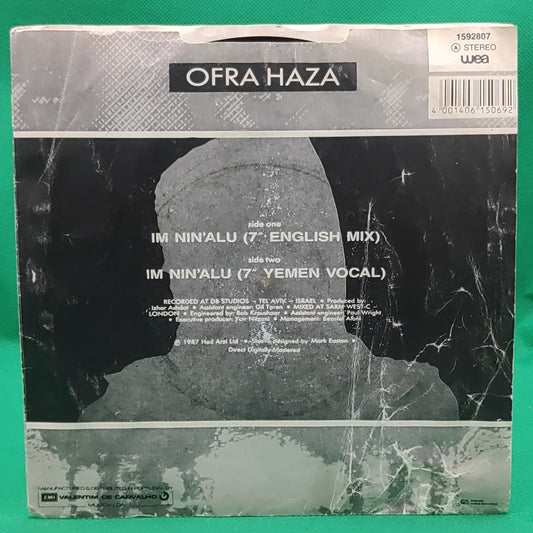 1592807
A STEREO
wea
OFRA HAZA
4 001406 150692
side one
IM NIN'ALU (7" ENGLISH MIX)
side two
IM NIN'ALU (7" YEMEN VOCAL)
RECORDED AT DB STUDIOS – TEL AVIV – ISRAEL • Produced by:
Izhar Ashdot • Assistant engineer: Gil Toren • MIXED AT SARM WEST-C
LONDON • Engineered by: Bob Kraushaar • Assistant engineer: Paul Wright
• Executive producer: Yair Nitzani • Management: Bezalel Aloni
Ⓟ 1987 Hed Arzi Ltd • Sleeve designed by Mark Easton •
Direct Digitally Mastered
MANUFACTURED & DISTRIBUTED IN PORTUGAL BY
EMI VALENTIM DE CARVALHO
MUSICA LDA